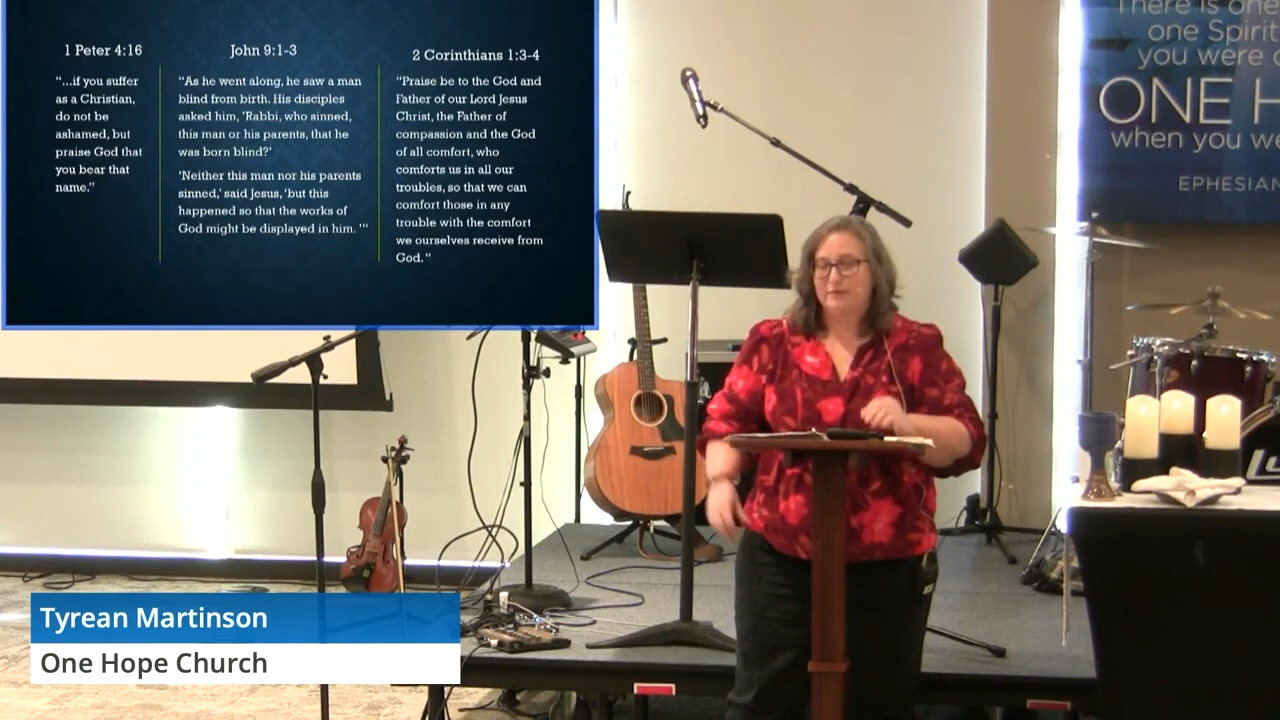 1 Peter 4:16
"...if you suffer
as a Christian,
do not be
ashamed, but
praise God that
you bear that
name."
John 9:1-3
"As he went along, he saw a man
blind from birth. His disciples
asked him, 'Rabbi, who sinned,
this man or his parents, that he
was born blind?'
'Neither this man nor his parents
sinned,' said Jesus, 'but this
happened so that the works of
God might be displayed in him. '"
2 Corinthians 1:3-4
"Praise be to the God and
Father of our Lord Jesus
Christ, the Father of
compassion and the God
of all comfort, who
comforts us in all our
troubles, so that we can
comfort those in any
trouble with the comfort
we ourselves receive from
God."
There is one
one Spirit
you were
ONE H
when you we
EPHESIAN
Tyrean Martinson
One Hope Church